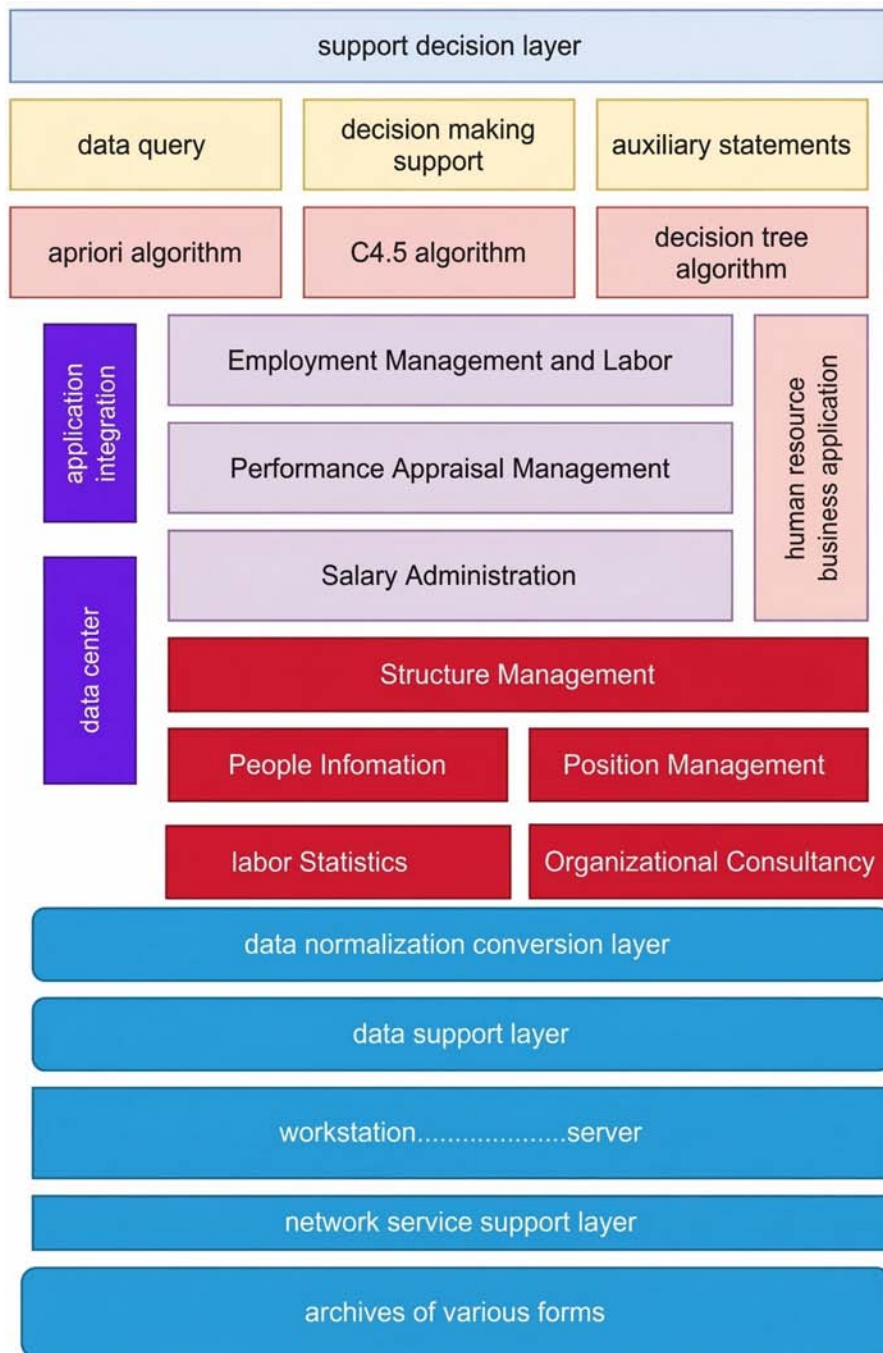 support decision layer
data query
decision making
support
auxiliary statements
apriori algorithm
C4.5 algorithm
decision tree
algorithm
application
integration
Employment Management and Labor
Performance Appraisal Management
Salary Administration
human resource
business application
data center
Structure Management
People Infomation
Position Management
labor Statistics
Organizational Consultancy
data normalization conversion layer
data support layer
workstation.....................server
network service support layer
archives of various forms